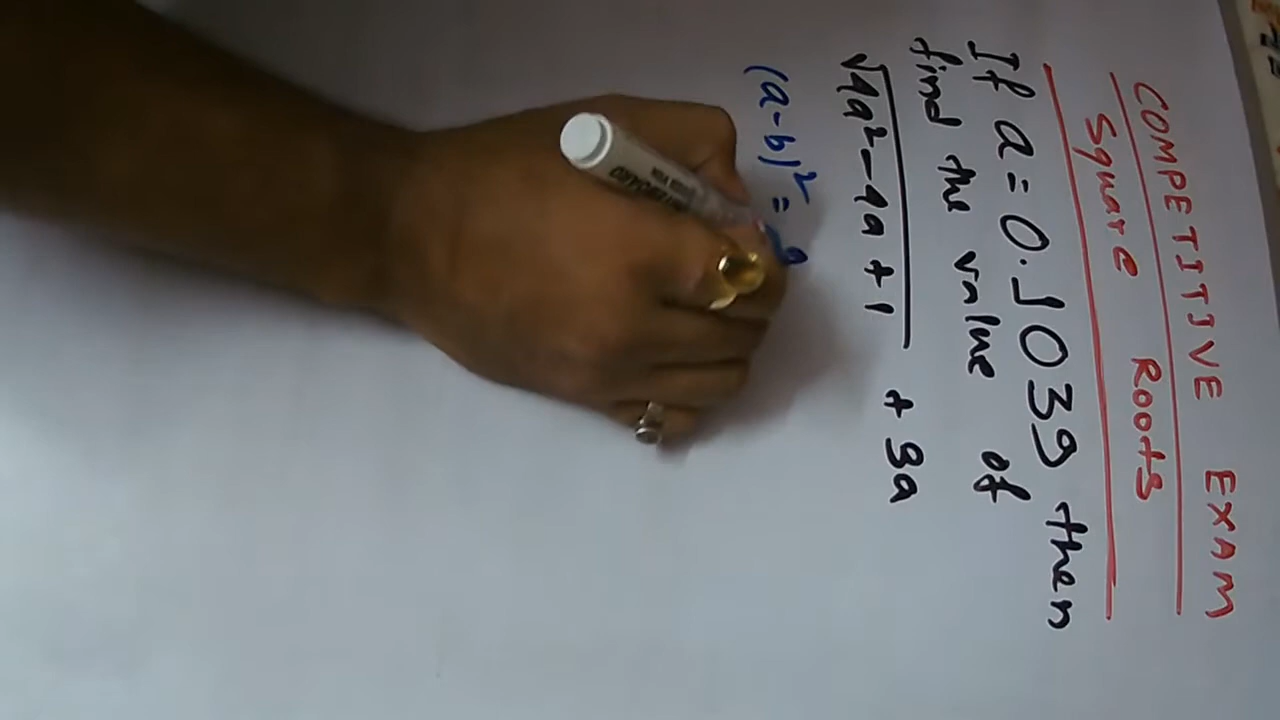 COMPETITIVE EXAM
Square Roots
If a = 0.1039 then
find the value of
√4a² - 4a + 1 + 3a
(a-b)² = a